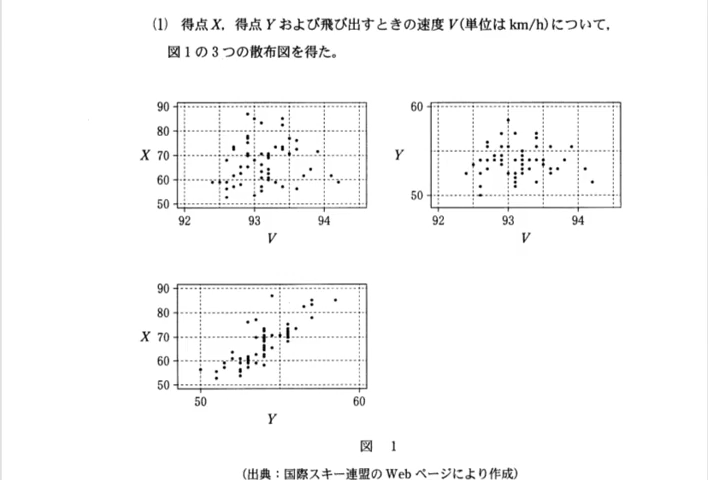 (1) 得点X, 得点Yおよび飛び出すときの速度V(単位はkm/h)について,
図1の3つの散布図を得た。
90
80
X 70
60
50
92 93 94
V
60
Y
50
92 93 94
V
90
80
X 70
60
50
50 60
Y
図 1
(出典:国際スキー連盟のWebページにより作成)